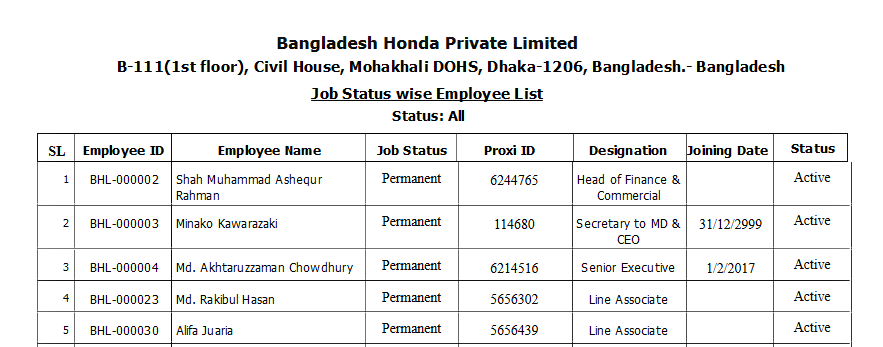 Bangladesh Honda Private Limited
B-111(1st floor), Civil House, Mohakhali DOHS, Dhaka-1206, Bangladesh.- Bangladesh
Job Status wise Employee List
Status: All
SL Employee ID Employee Name Job Status Proxi ID Designation Joining Date Status
1 BHL-000002 Shah Muhammad Ashequr Permanent 6244765 Head of Finance & Active
Rahman Commercial
2 BHL-000003 Minako Kawarazaki Permanent 114680 Secretary to MD & 31/12/2999 Active
CEO
3 BHL-000004 Md. Akhtaruzzaman Chowdhury Permanent 6214516 Senior Executive 1/2/2017 Active
4 BHL-000023 Md. Rakibul Hasan Permanent 5656302 Line Associate Active
5 BHL-000030 Alifa Juaria Permanent 5656439 Line Associate Active